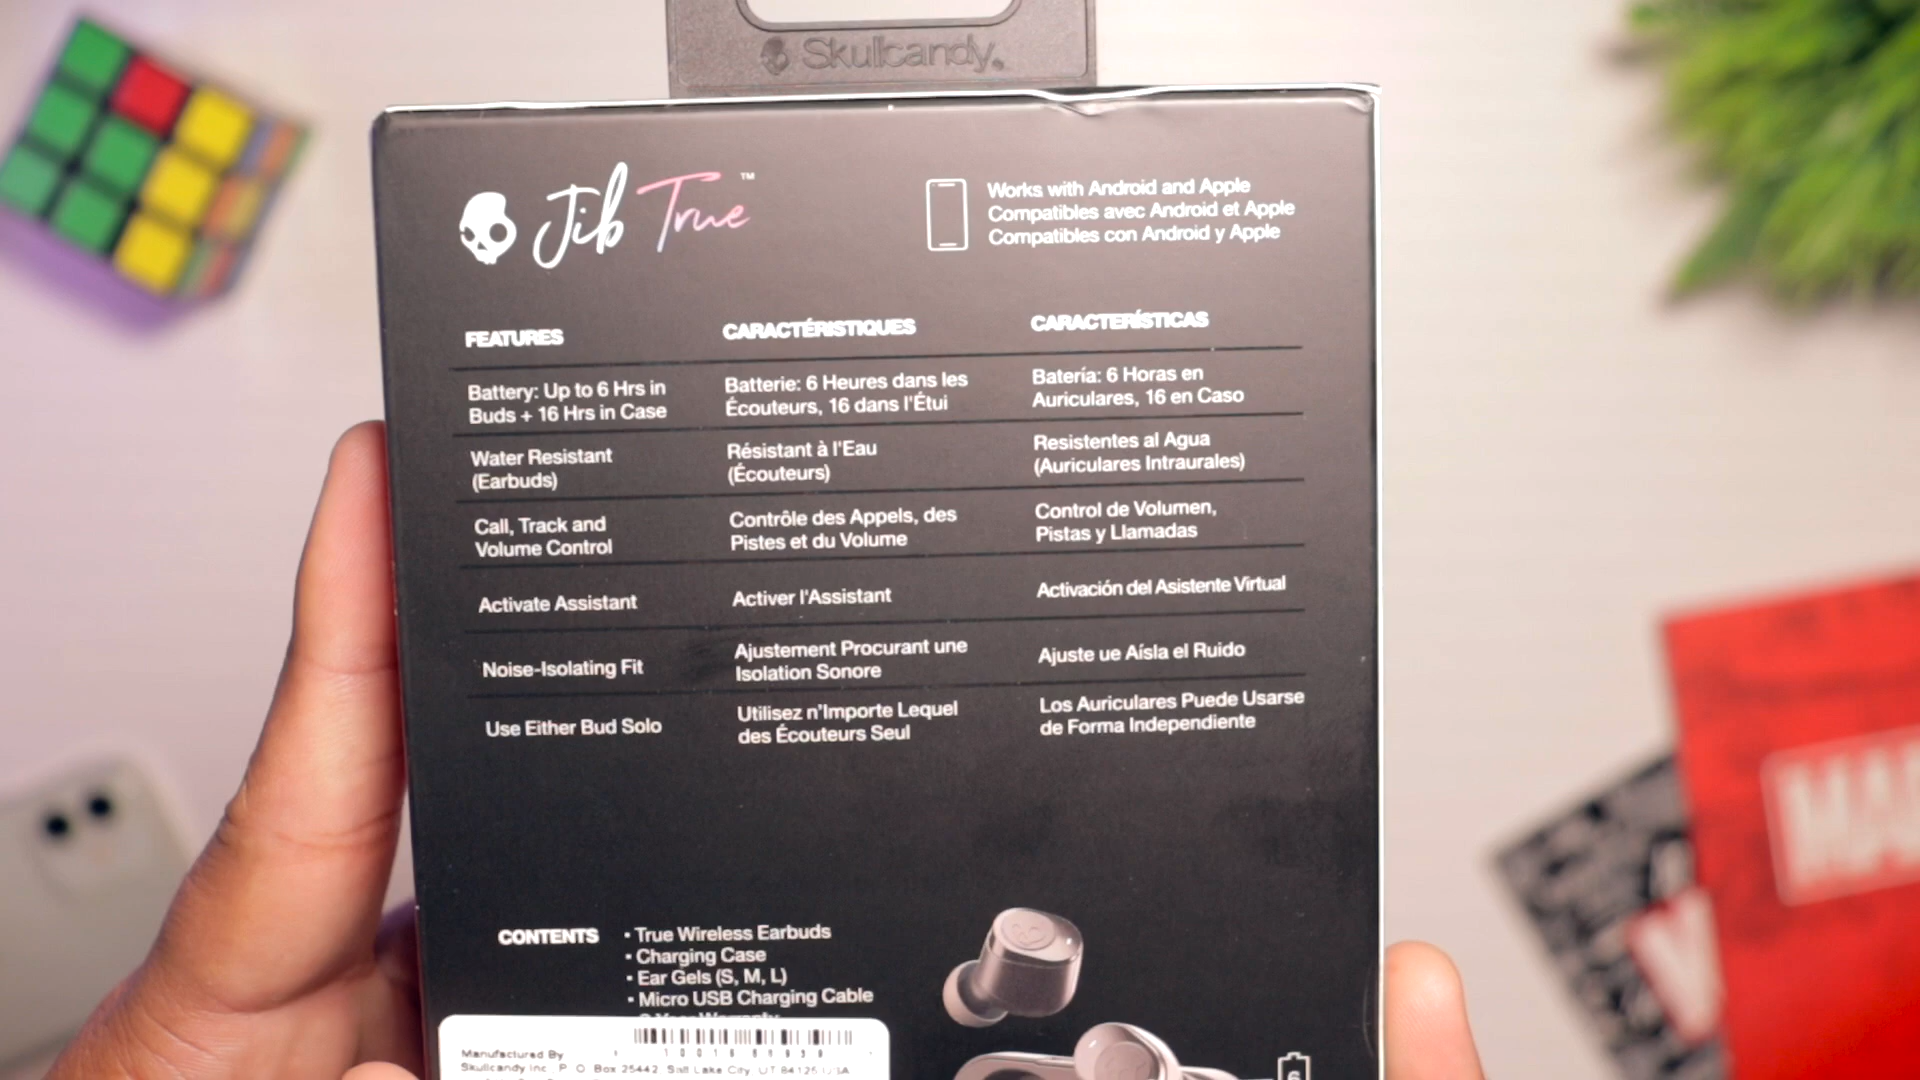 Skullcandy.
Jib True™
Works with Android and Apple
Compatibles avec Android et Apple
Compatibles con Android y Apple
FEATURES
Battery: Up to 6 Hrs in
Buds + 16 Hrs in Case
Water Resistant
(Earbuds)
Call, Track and
Volume Control
Activate Assistant
Noise-Isolating Fit
Use Either Bud Solo
CARACTÉRISTIQUES
Batterie: 6 Heures dans les
Écouteurs, 16 dans l'Étui
Résistant à l'Eau
(Écouteurs)
Contrôle des Appels, des
Pistes et du Volume
Activer l'Assistant
Ajustement Procurant une
Isolation Sonore
Utilisez n'Importe Lequel
des Écouteurs Seul
CARACTERÍSTICAS
Batería: 6 Horas en
Auriculares, 16 en Caso
Resistentes al Agua
(Auriculares Intraurales)
Control de Volumen,
Pistas y Llamadas
Activación del Asistente Virtual
Ajuste ue Aísla el Ruido
Los Auriculares Puede Usarse
de Forma Independiente
CONTENTS
▪ True Wireless Earbuds
▪ Charging Case
▪ Ear Gels (S, M, L)
▪ Micro USB Charging Cable
Manufactured By
Skullcandy Inc., P. O. Box 25442 Salt Lake City, UT 84125 USA
6